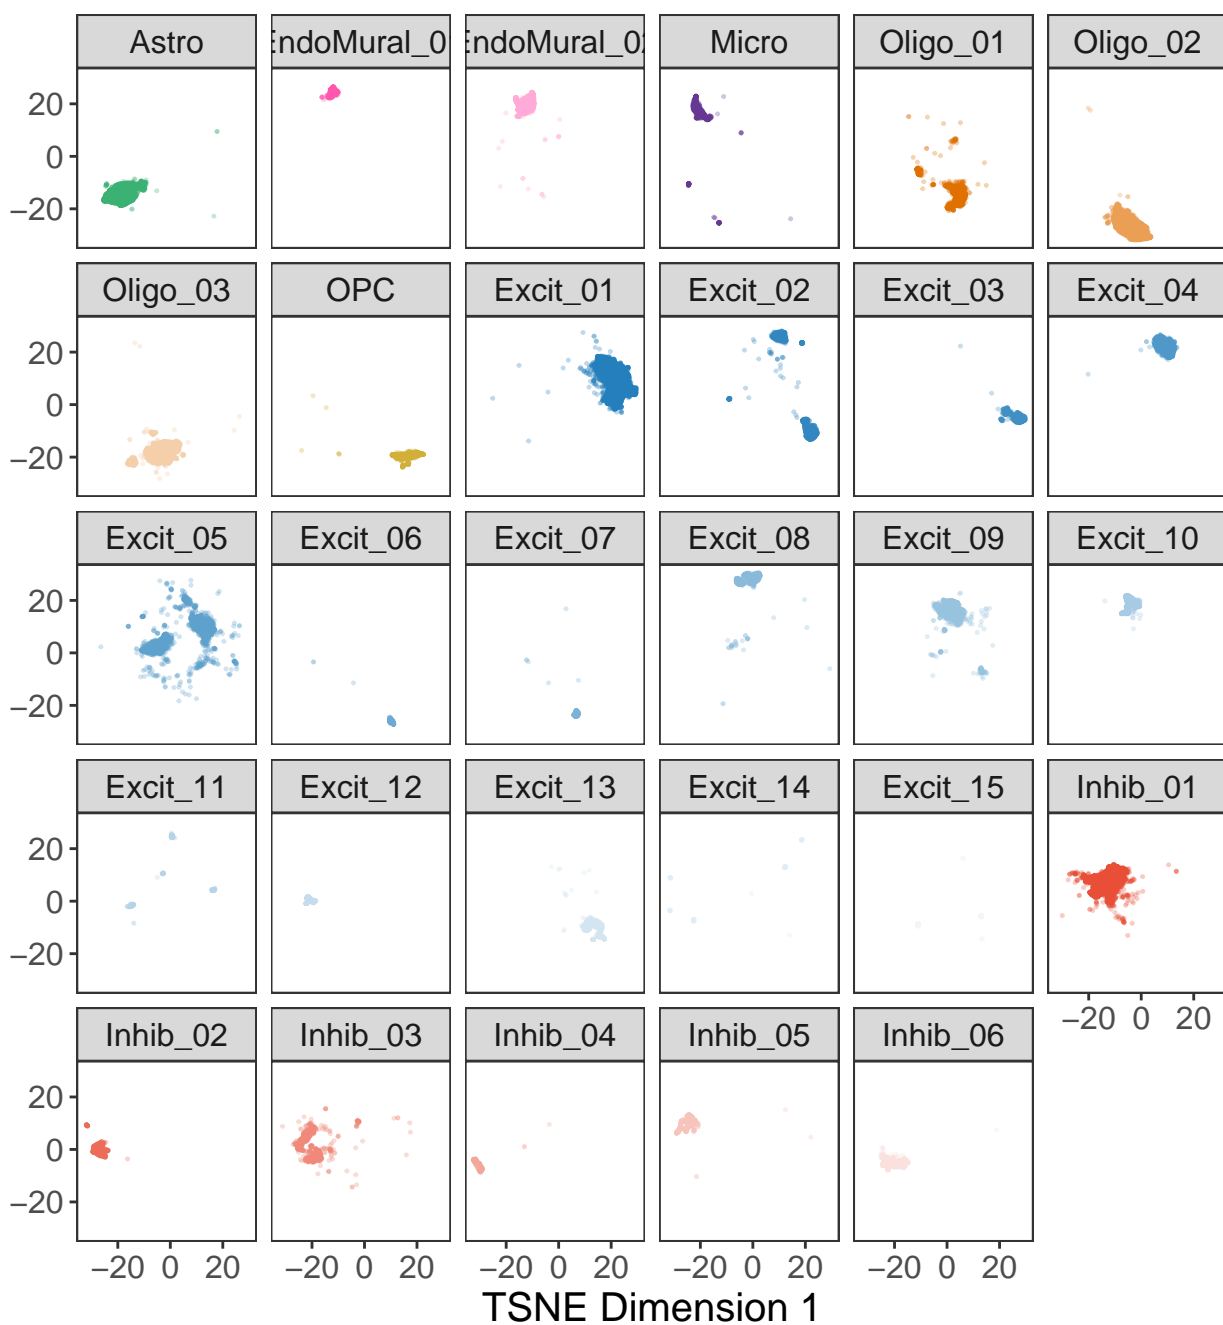 Astro EndoMural_01 EndoMural_02 Micro Oligo_01 Oligo_02
20
0
−20
Oligo_03 OPC Excit_01 Excit_02 Excit_03 Excit_04
20
0
−20
Excit_05 Excit_06 Excit_07 Excit_08 Excit_09 Excit_10
20
0
−20
Excit_11 Excit_12 Excit_13 Excit_14 Excit_15 Inhib_01
20
0
−20
−20 0 20
Inhib_02 Inhib_03 Inhib_04 Inhib_05 Inhib_06
20
0
−20
−20 0 20 −20 0 20 −20 0 20 −20 0 20 −20 0 20
TSNE Dimension 1